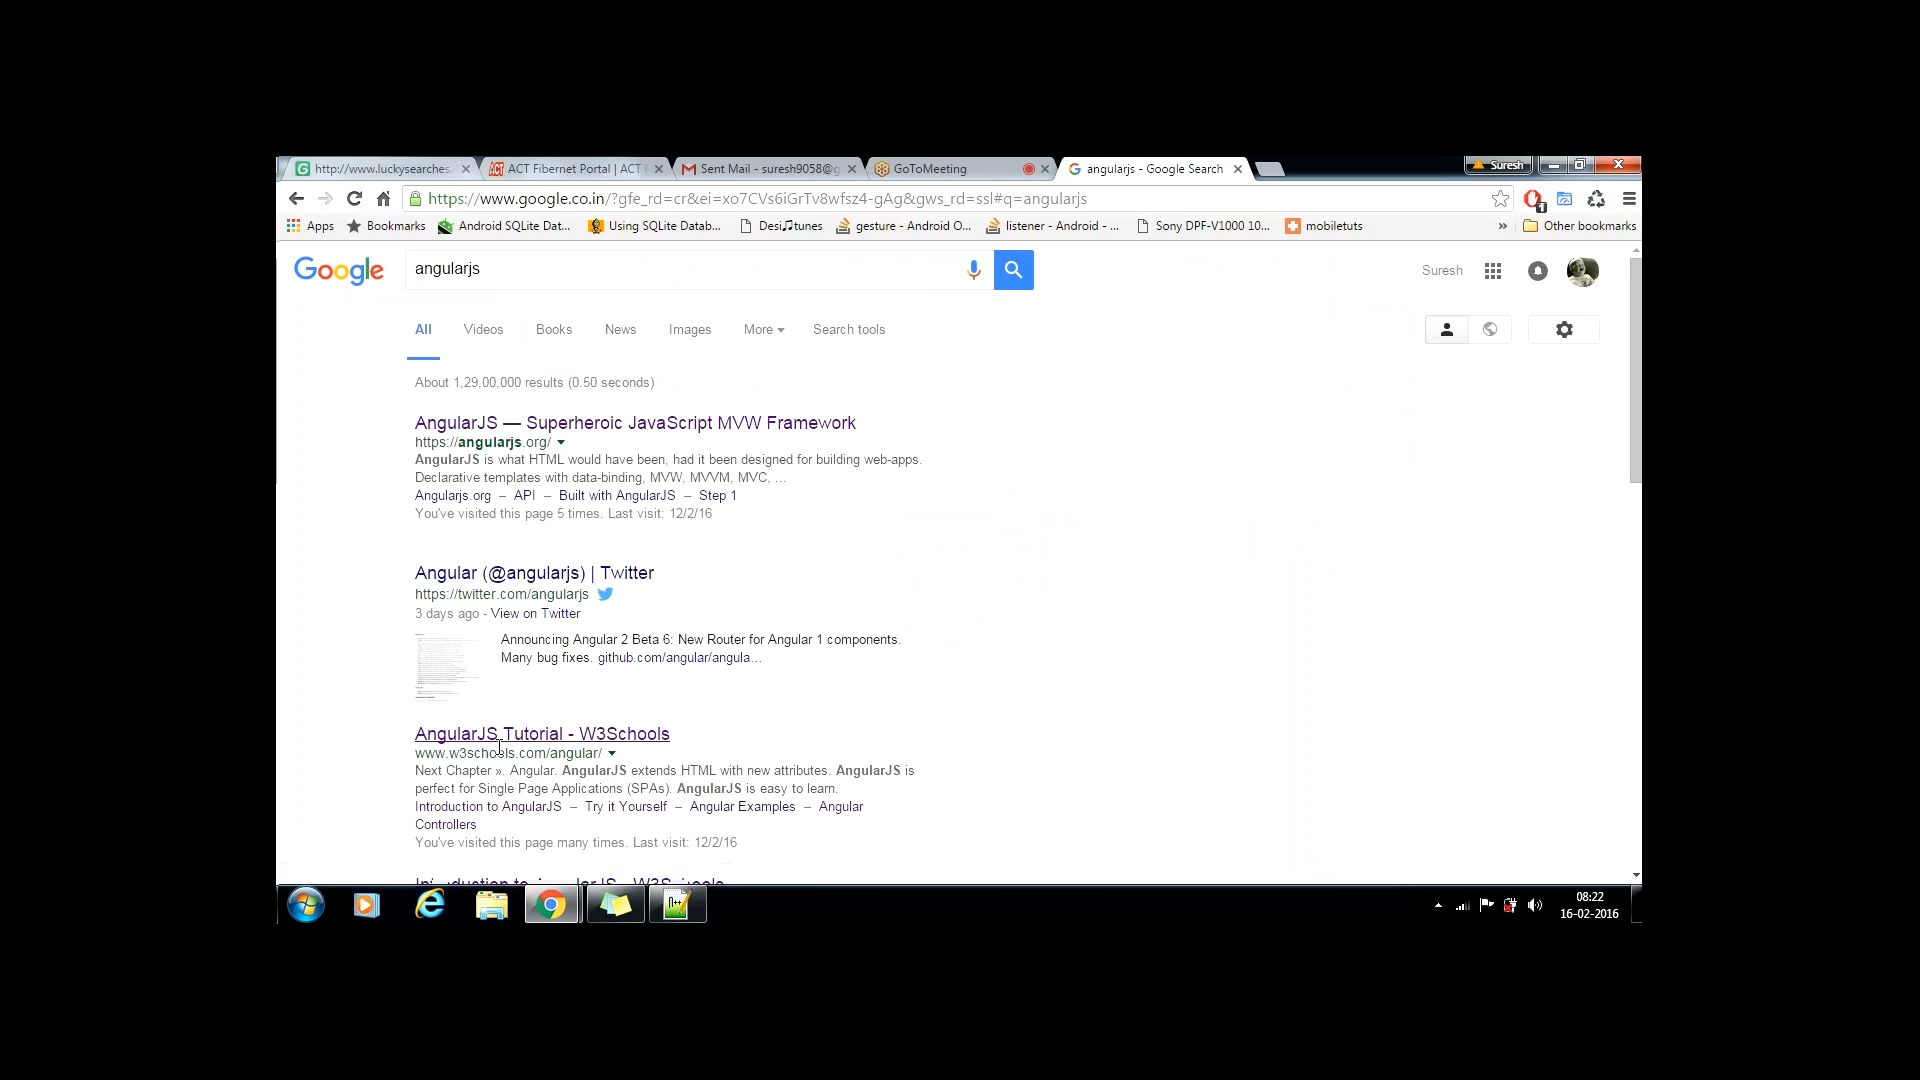 http://www.luckysearches. ACT Fibernet Portal | ACT Sent Mail - suresh9058@g GoToMeeting angularjs - Google Search Suresh
https://www.google.co.in/?gfe_rd=cr&ei=xo7CVs6iGrTv8wfsz4-gAg&gws_rd=ssl#q=angularjs
Apps Bookmarks Android SQLite Dat... Using SQLite Datab... Desi♫tunes gesture - Android O... listener - Android - ... Sony DPF-V1000 10... mobiletuts » Other bookmarks
Google angularjs Suresh
All Videos Books News Images More Search tools
About 1,29,00,000 results (0.50 seconds)
AngularJS — Superheroic JavaScript MVW Framework
https://angularjs.org/
AngularJS is what HTML would have been, had it been designed for building web-apps.
Declarative templates with data-binding, MVW, MVVM, MVC, ...
Angularjs.org – API – Built with AngularJS – Step 1
You've visited this page 5 times. Last visit: 12/2/16
Angular (@angularjs) | Twitter
https://twitter.com/angularjs
3 days ago - View on Twitter
Announcing Angular 2 Beta 6: New Router for Angular 1 components.
Many bug fixes. github.com/angular/angula…
AngularJS Tutorial - W3Schools
www.w3schools.com/angular/
Next Chapter ». Angular. AngularJS extends HTML with new attributes. AngularJS is
perfect for Single Page Applications (SPAs). AngularJS is easy to learn.
Introduction to AngularJS – Try it Yourself – Angular Examples – Angular
Controllers
You've visited this page many times. Last visit: 12/2/16
Introduction to AngularJS - W3Schools
08:22
16-02-2016